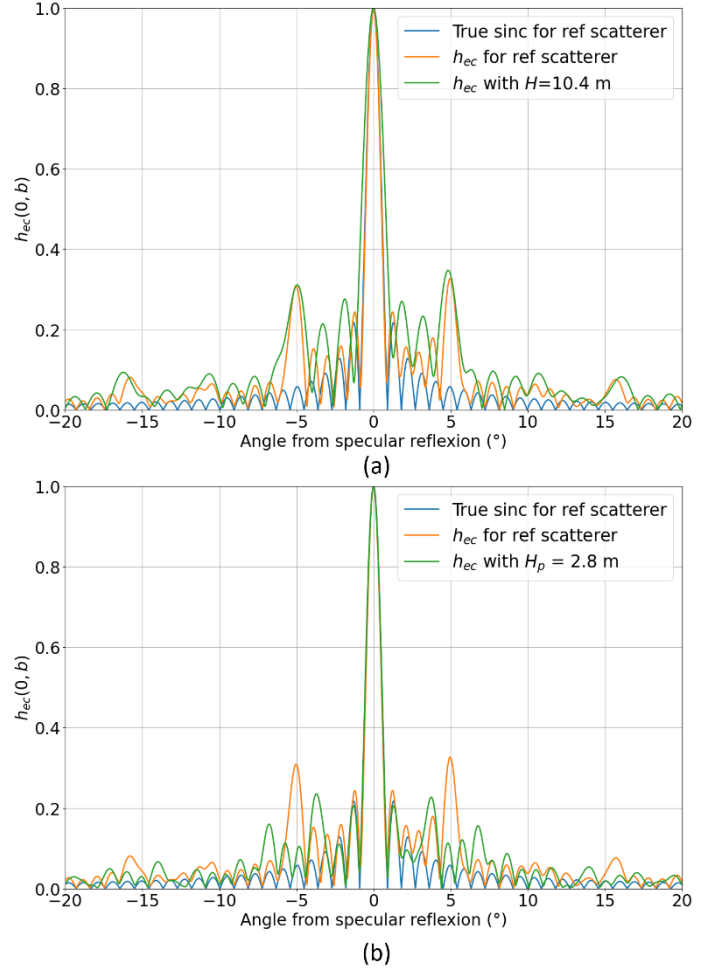 1.0
True sinc for ref scatterer
h_ec for ref scatterer
h_ec with H=10.4 m
0.8
0.6
h_ec(0, b)
0.4
0.2
0.0
−20 −15 −10 −5 0 5 10 15 20
Angle from specular reflexion (°)
(a)
1.0
True sinc for ref scatterer
h_ec for ref scatterer
h_ec with H_p = 2.8 m
0.8
0.6
h_ec(0, b)
0.4
0.2
0.0
−20 −15 −10 −5 0 5 10 15 20
Angle from specular reflexion (°)
(b)